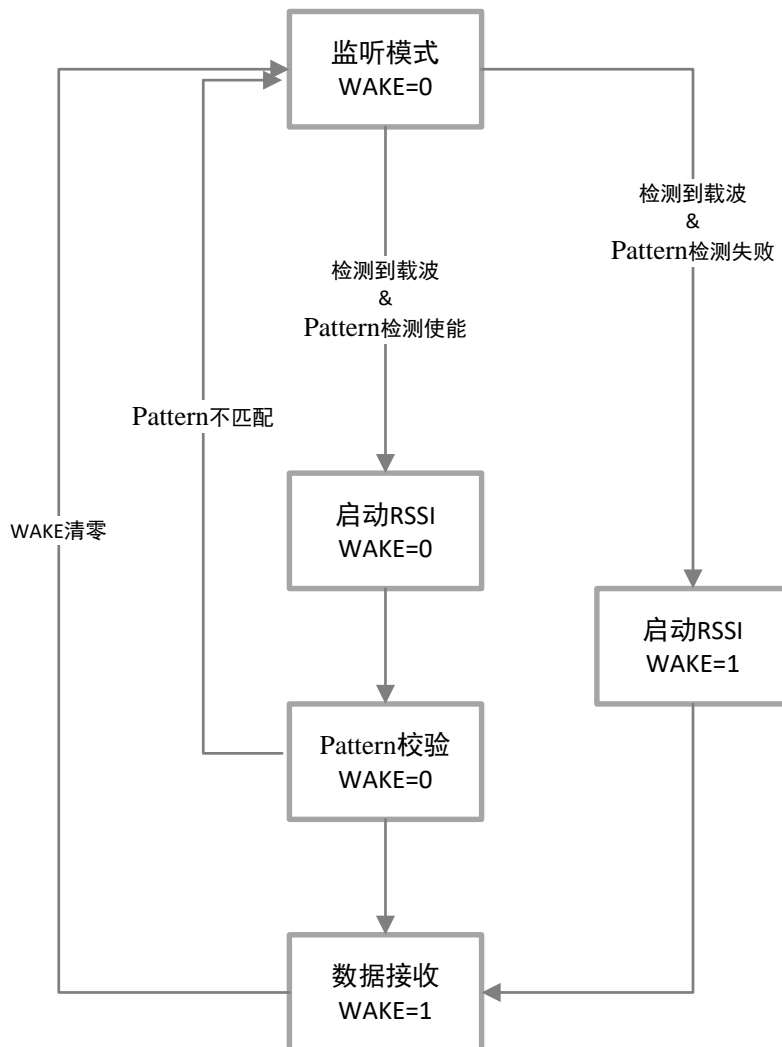 监听模式
WAKE=0
检测到载波
&
Pattern检测失败
检测到载波
&
Pattern检测使能
Pattern不匹配
启动RSSI
WAKE=0
WAKE清零
启动RSSI
WAKE=1
Pattern校验
WAKE=0
数据接收
WAKE=1